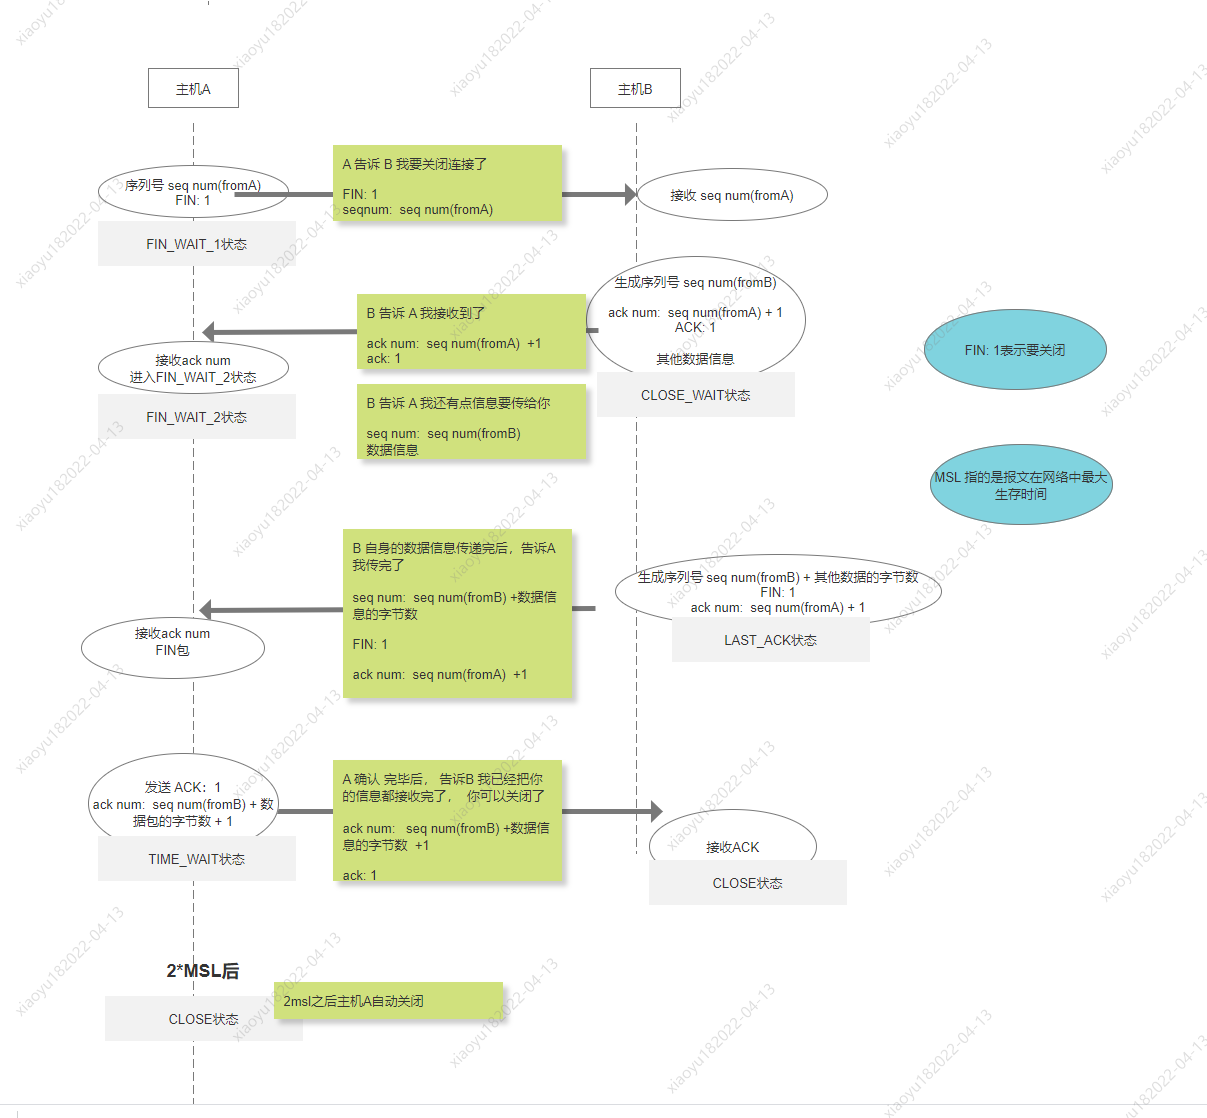 主机A
主机B
序列号 seq num(fromA)
FIN: 1
A 告诉 B 我要关闭连接了
FIN: 1
seqnum:  seq num(fromA)
接收 seq num(fromA)
FIN_WAIT_1状态
生成序列号 seq num(fromB)
ack num:  seq num(fromA) + 1
ACK: 1
其他数据信息
B 告诉 A 我接收到了
ack num:  seq num(fromA)  +1
ack: 1
接收ack num
进入FIN_WAIT_2状态
CLOSE_WAIT状态
FIN_WAIT_2状态
B 告诉 A 我还有点信息要传给你
seq num:  seq num(fromB)
数据信息
FIN: 1表示要关闭
MSL 指的是报文在网络中最大
生存时间
B 自身的数据信息传递完后，告诉A
我传完了
seq num:  seq num(fromB) +数据信
息的字节数
FIN: 1
ack num:  seq num(fromA)  +1
生成序列号 seq num(fromB) + 其他数据的字节数
FIN: 1
ack num:  seq num(fromA) + 1
LAST_ACK状态
接收ack num
FIN包
发送 ACK：1
ack num:  seq num(fromB) + 数
据包的字节数 + 1
TIME_WAIT状态
A 确认 完毕后， 告诉B 我已经把你
的信息都接收完了， 你可以关闭了
ack num:   seq num(fromB) +数据信
息的字节数  +1
ack: 1
接收ACK
CLOSE状态
2*MSL后
2msl之后主机A自动关闭
CLOSE状态
xiaoyu182022-04-13